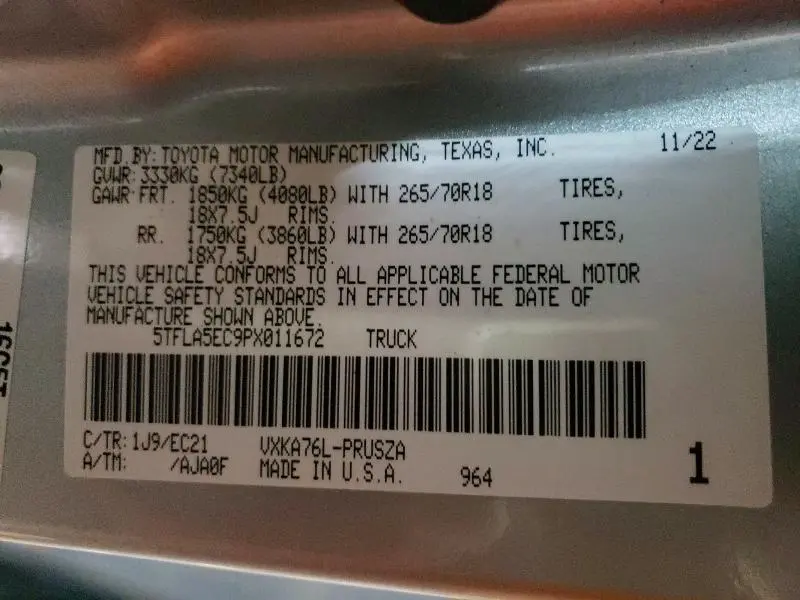 MFD.BY: TOYOTA MOTOR MANUFACTURING, TEXAS, INC. 11/22
GVWR: 3330KG (7340LB)
GAWR FRT. 1850KG (4080LB) WITH 265/70R18 TIRES,
18X7.5J RIMS.
RR. 1750KG (3860LB) WITH 265/70R18 TIRES,
18X7.5J RIMS.
THIS VEHICLE CONFORMS TO ALL APPLICABLE FEDERAL MOTOR
VEHICLE SAFETY STANDARDS IN EFFECT ON THE DATE OF
MANUFACTURE SHOWN ABOVE.
5TFLA5EC9PX011672 TRUCK
C/TR: 1J9/EC21 VXKA76L-PRUSZA
A/TM: /AJA0F MADE IN U.S.A. 964 1